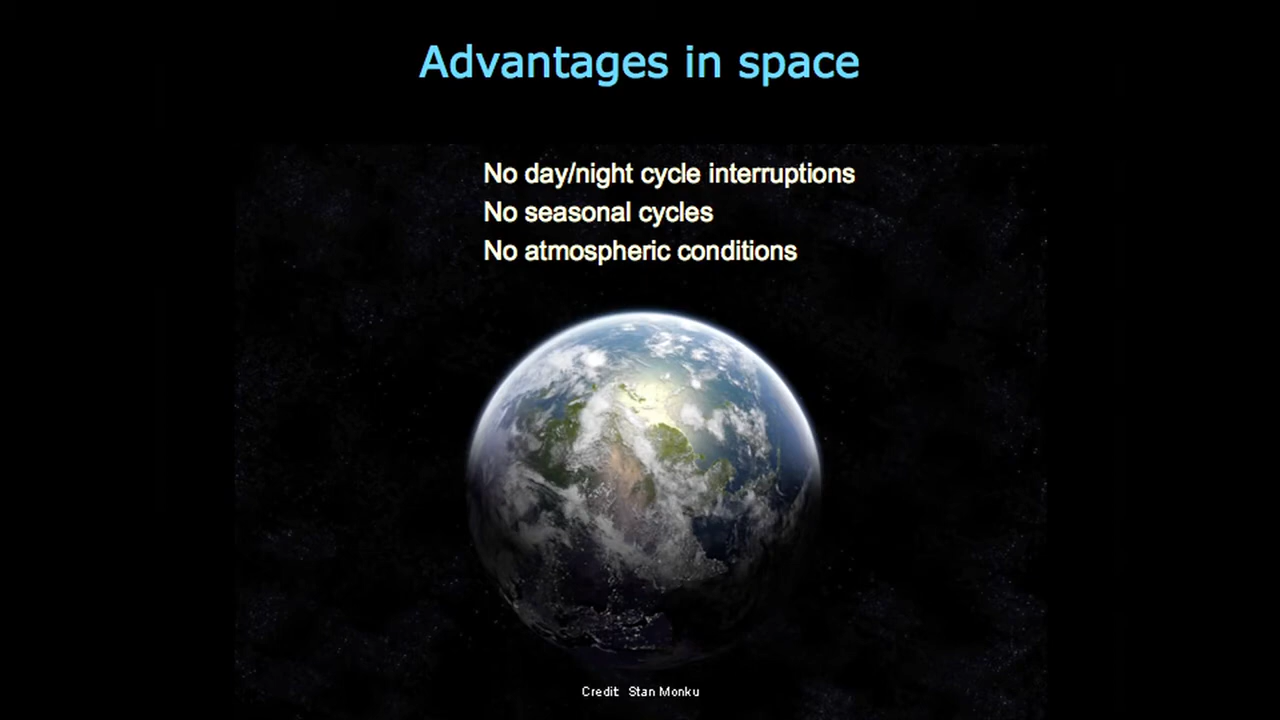 Advantages in space
No day/night cycle interruptions
No seasonal cycles
No atmospheric conditions
Credit Stan Monku